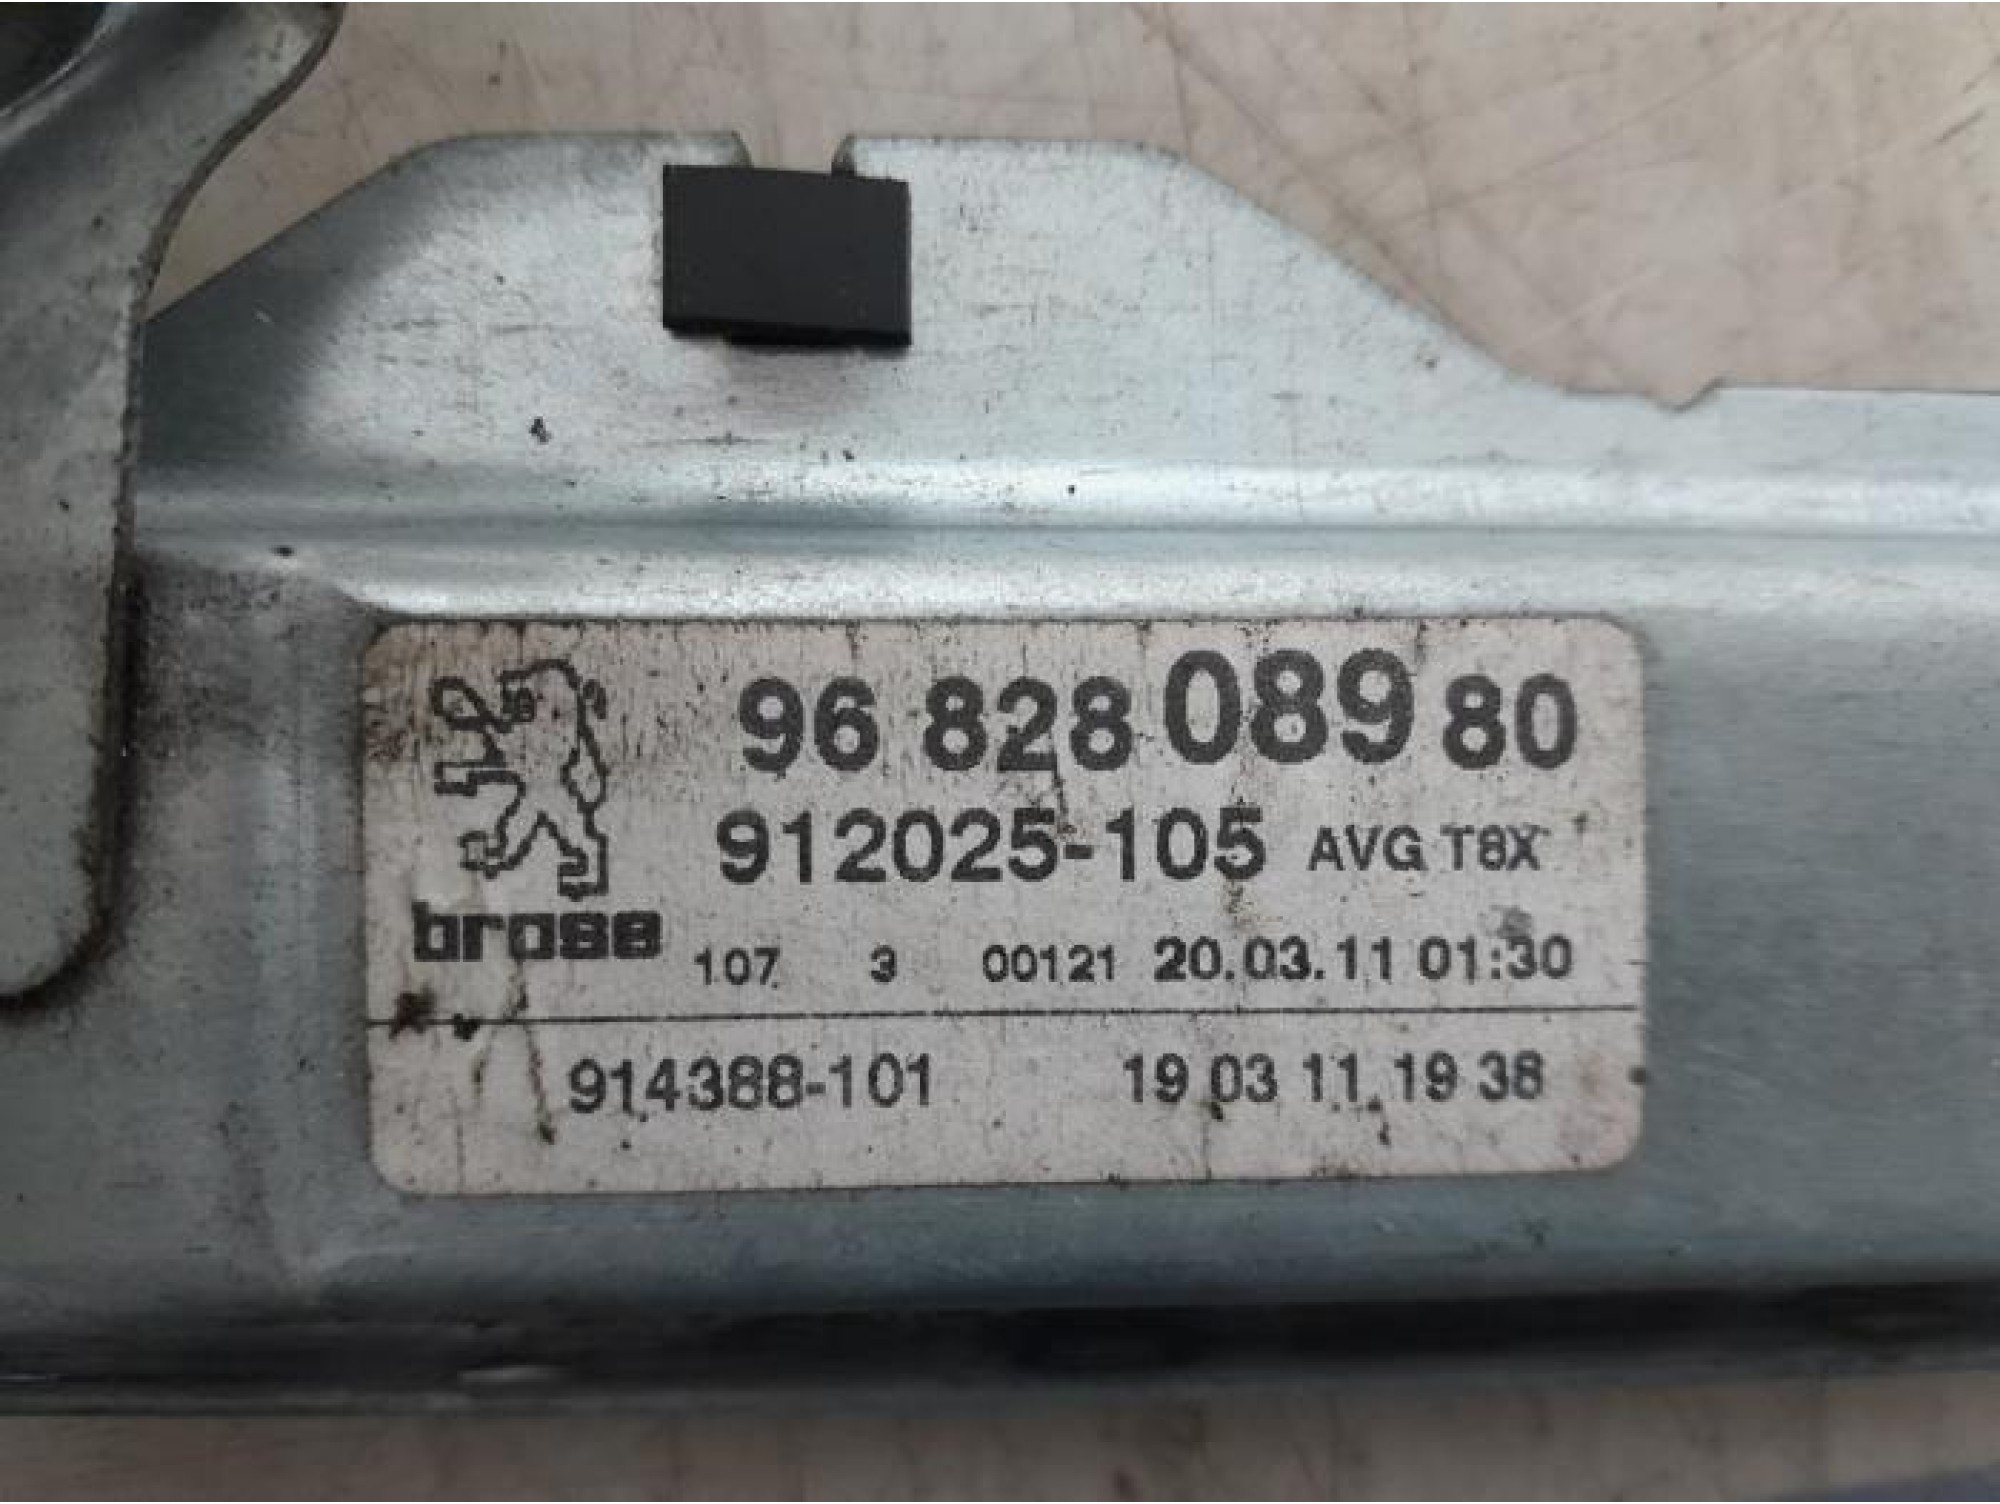 96 828 089 80
912025-105 AVG T8X
brose 107 3 00121 20.03.11 01:30
914388-101 19 03 11 19 38